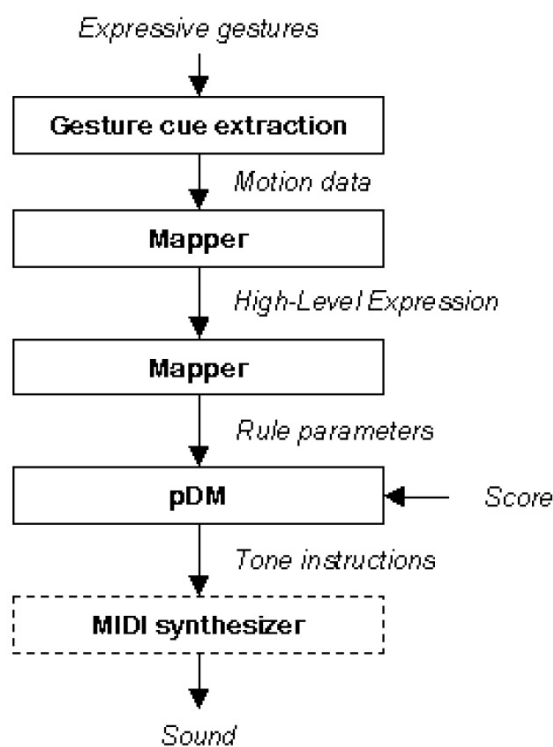 Expressive gestures
Gesture cue extraction
Motion data
Mapper
High-Level Expression
Mapper
Rule parameters
pDM
Score
Tone instructions
MIDI synthesizer
Sound